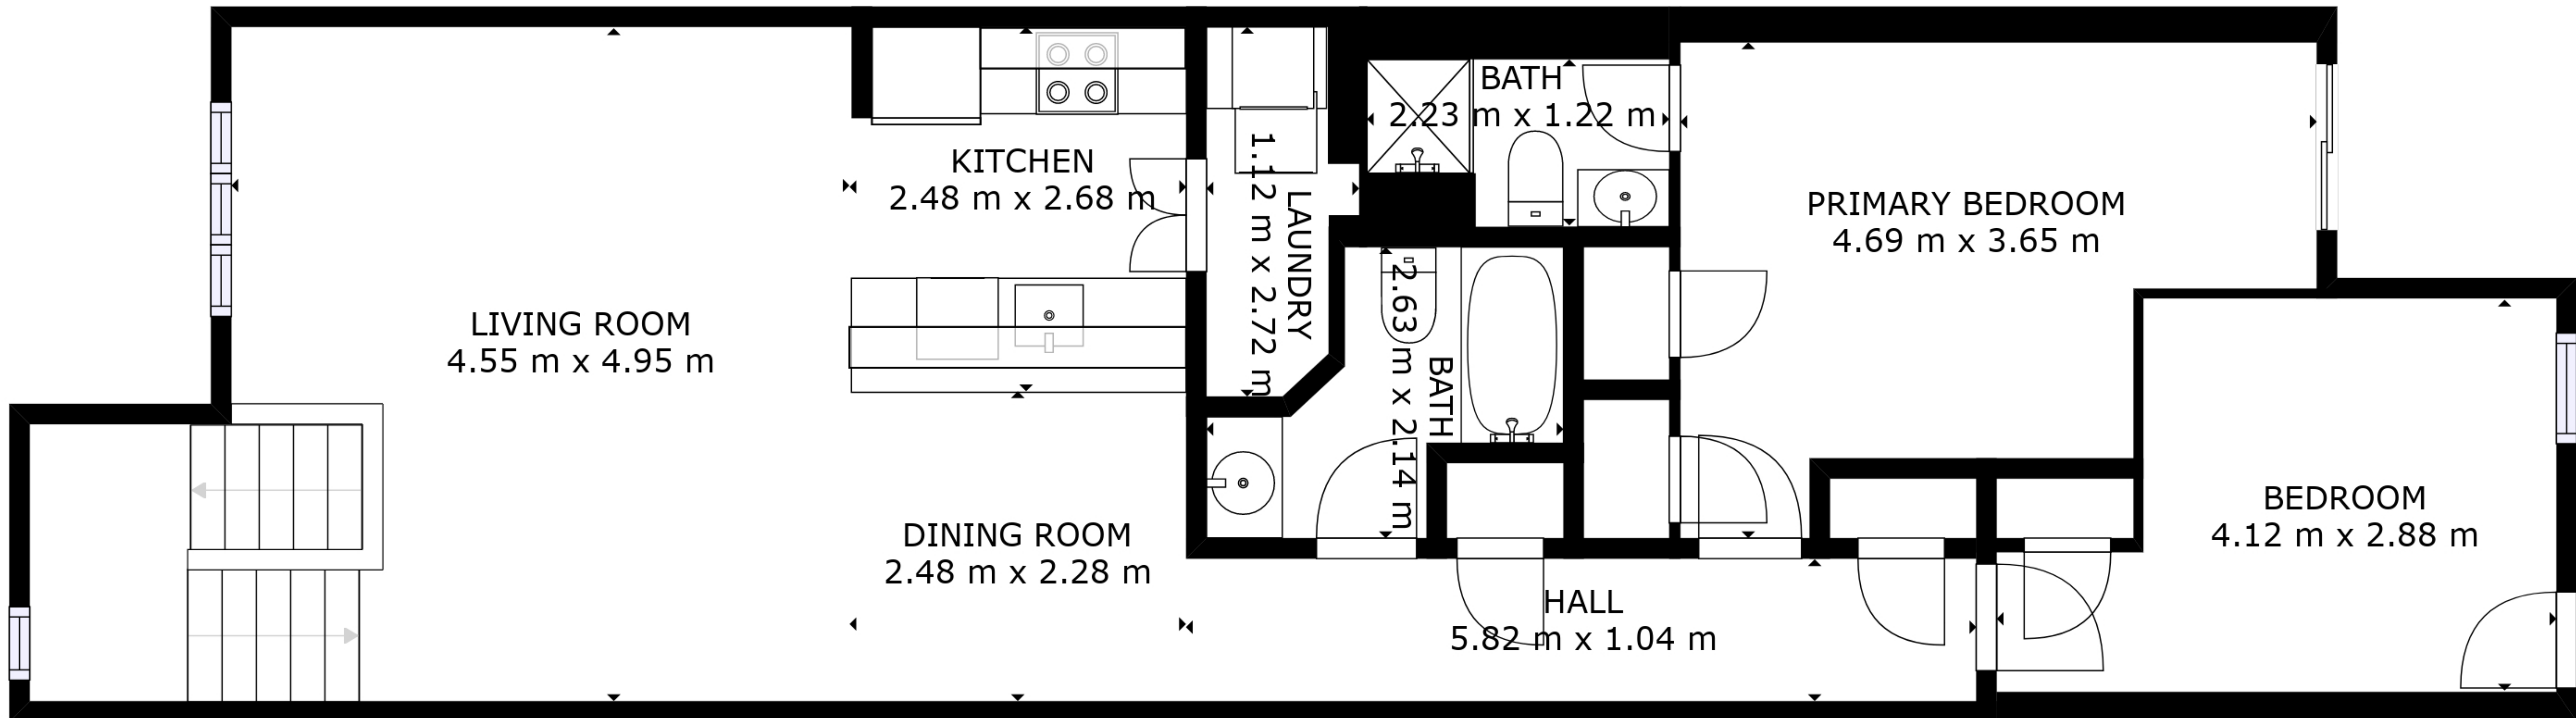 BATH
2.23 m x 1.22 m
KITCHEN
2.48 m x 2.68 m
LAUNDRY
1.12 m x 2.72 m
PRIMARY BEDROOM
4.69 m x 3.65 m
LIVING ROOM
4.55 m x 4.95 m
BATH
2.63 m x 2.14 m
BEDROOM
4.12 m x 2.88 m
DINING ROOM
2.48 m x 2.28 m
HALL
5.82 m x 1.04 m